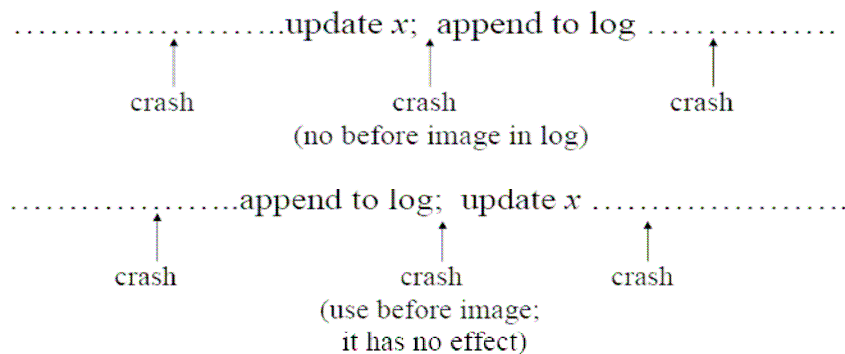 ……………………update x; append to log ………………
crash crash crash
(no before image in log)
…………………append to log; update x ………………………
crash crash crash
(use before image;
it has no effect)